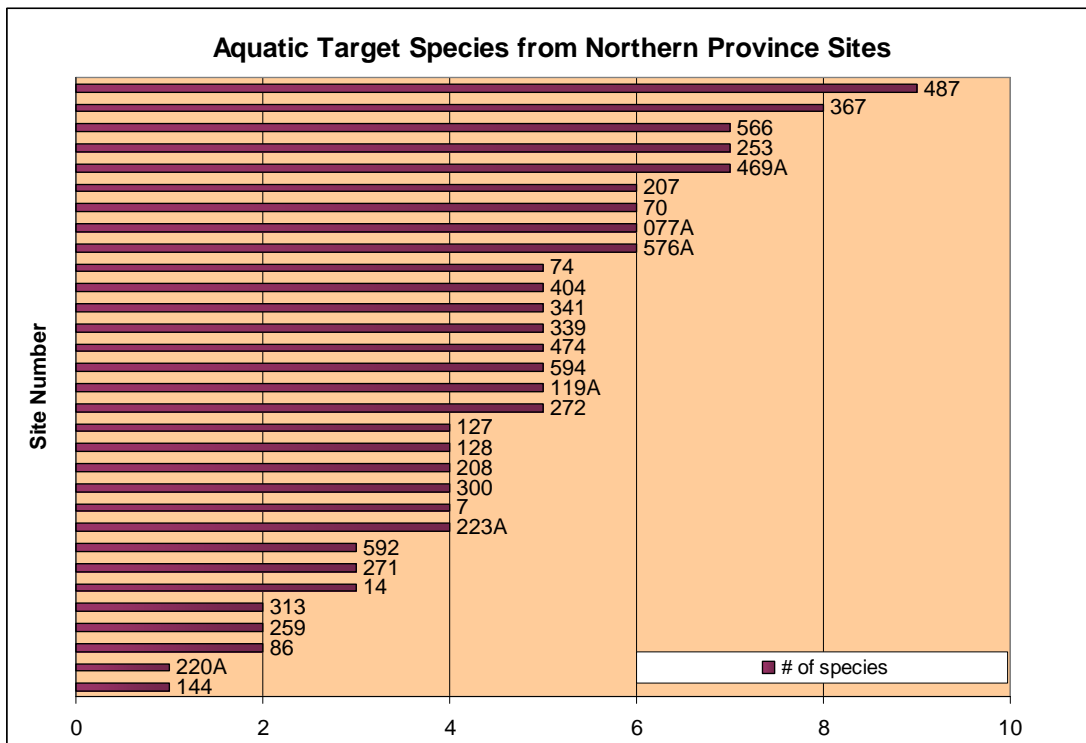 Aquatic Target Species from Northern Province Sites
487
367
566
253
469A
207
70
077A
576A
74
404
341
339
474
594
119A
272
127
128
208
300
7
223A
592
271
14
313
259
86
220A
144
Site Number
# of species
0 2 4 6 8 10